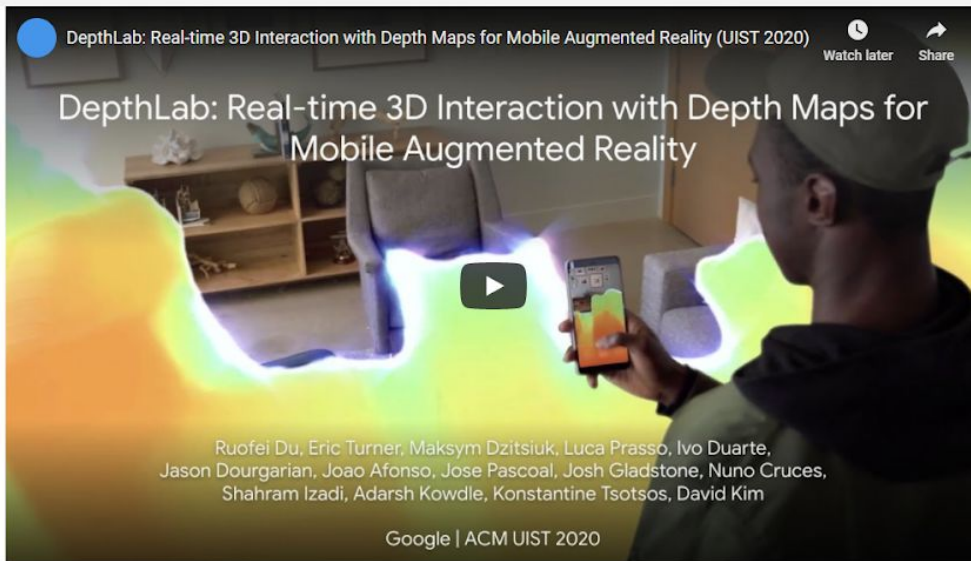 DepthLab: Real-time 3D Interaction with Depth Maps for Mobile Augmented Reality (UIST 2020)
Watch later
Share
DepthLab: Real-time 3D Interaction with Depth Maps for
Mobile Augmented Reality
Ruofei Du, Eric Turner, Maksym Dzitsiuk, Luca Prasso, Ivo Duarte,
Jason Dourgarian, Joao Afonso, Jose Pascoal, Josh Gladstone, Nuno Cruces,
Shahram Izadi, Adarsh Kowdle, Konstantine Tsotsos, David Kim
Google | ACM UIST 2020